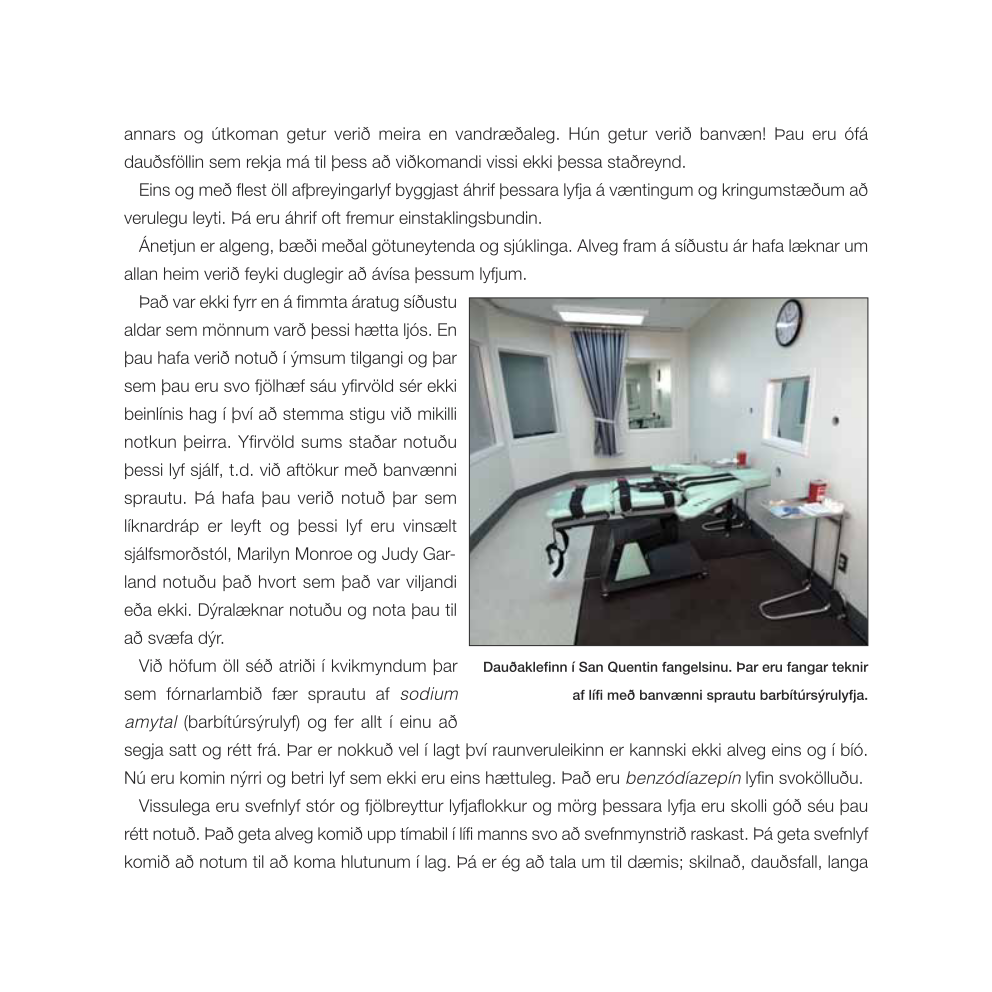 annars og útkoman getur verið meira en vandræðaleg. Hún getur verið banvæn! Þau eru ófá
dauðsföllin sem rekja má til þess að viðkomandi vissi ekki þessa staðreynd.
Eins og með flest öll afþreyingarlyf byggjast áhrif þessara lyfja á væntingum og kringumstæðum að
verulegu leyti. Þá eru áhrif oft fremur einstaklingsbundin.
Ánetjun er algeng, bæði meðal götuneytenda og sjúklinga. Alveg fram á síðustu ár hafa læknar um
allan heim verið feyki duglegir að ávísa þessum lyfjum.
Það var ekki fyrr en á fimmta áratug síðustu
aldar sem mönnum varð þessi hætta ljós. En
þau hafa verið notuð í ýmsum tilgangi og þar
sem þau eru svo fjölhæf sáu yfirvöld sér ekki
beinlínis hag í því að stemma stigu við mikilli
notkun þeirra. Yfirvöld sums staðar notuðu
þessi lyf sjálf, t.d. við aftökur með banvænni
sprautu. Þá hafa þau verið notuð þar sem
líknardráp er leyft og þessi lyf eru vinsælt
sjálfsmorðstól, Marilyn Monroe og Judy Gar-
land notuðu það hvort sem það var viljandi
eða ekki. Dýralæknar notuðu og nota þau til
að svæfa dýr.
Við höfum öll séð atriði í kvikmyndum þar
sem fórnarlambið fær sprautu af sodium
amytal (barbítúrsýrulyf) og fer allt í einu að
segja satt og rétt frá. Þar er nokkuð vel í lagt því raunveruleikinn er kannski ekki alveg eins og í bíó.
Nú eru komin nýrri og betri lyf sem ekki eru eins hættuleg. Það eru benzódíazepín lyfin svokölluðu.
Vissulega eru svefnlyf stór og fjölbreyttur lyfjaflokkur og mörg þessara lyfja eru skolli góð séu þau
rétt notuð. Það geta alveg komið upp tímabil í lífi manns svo að svefnmynstrið raskast. Þá geta svefnlyf
komið að notum til að koma hlutunum í lag. Þá er ég að tala um til dæmis; skilnað, dauðsfall, langa
Dauðaklefinn í San Quentin fangelsinu. Þar eru fangar teknir
af lífi með banvænni sprautu barbítúrsýrulyfja.